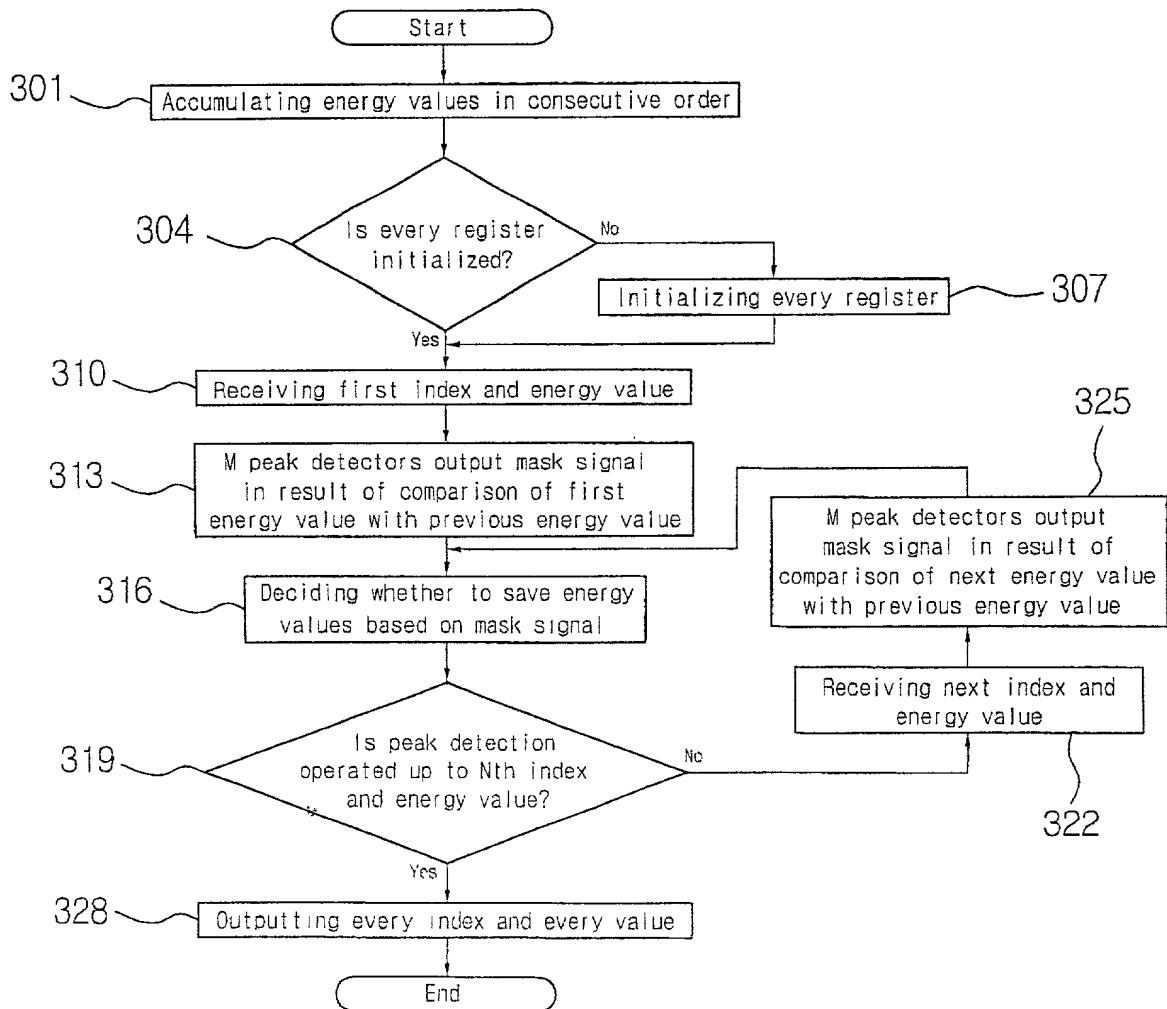 Start
301
Accumulating energy values in consecutive order
304
Is every register
initialized?
No
Initializing every register
307
Yes
310
Receiving first index and energy value
313
M peak detectors output mask signal
in result of comparison of first
energy value with previous energy value
325
M peak detectors output
mask signal in result of
comparison of next energy value
with previous energy value
316
Deciding whether to save energy
values based on mask signal
Receiving next index and
energy value
322
319
Is peak detection
operated up to Nth index
and energy value?
No
Yes
328
Outputting every index and every value
End